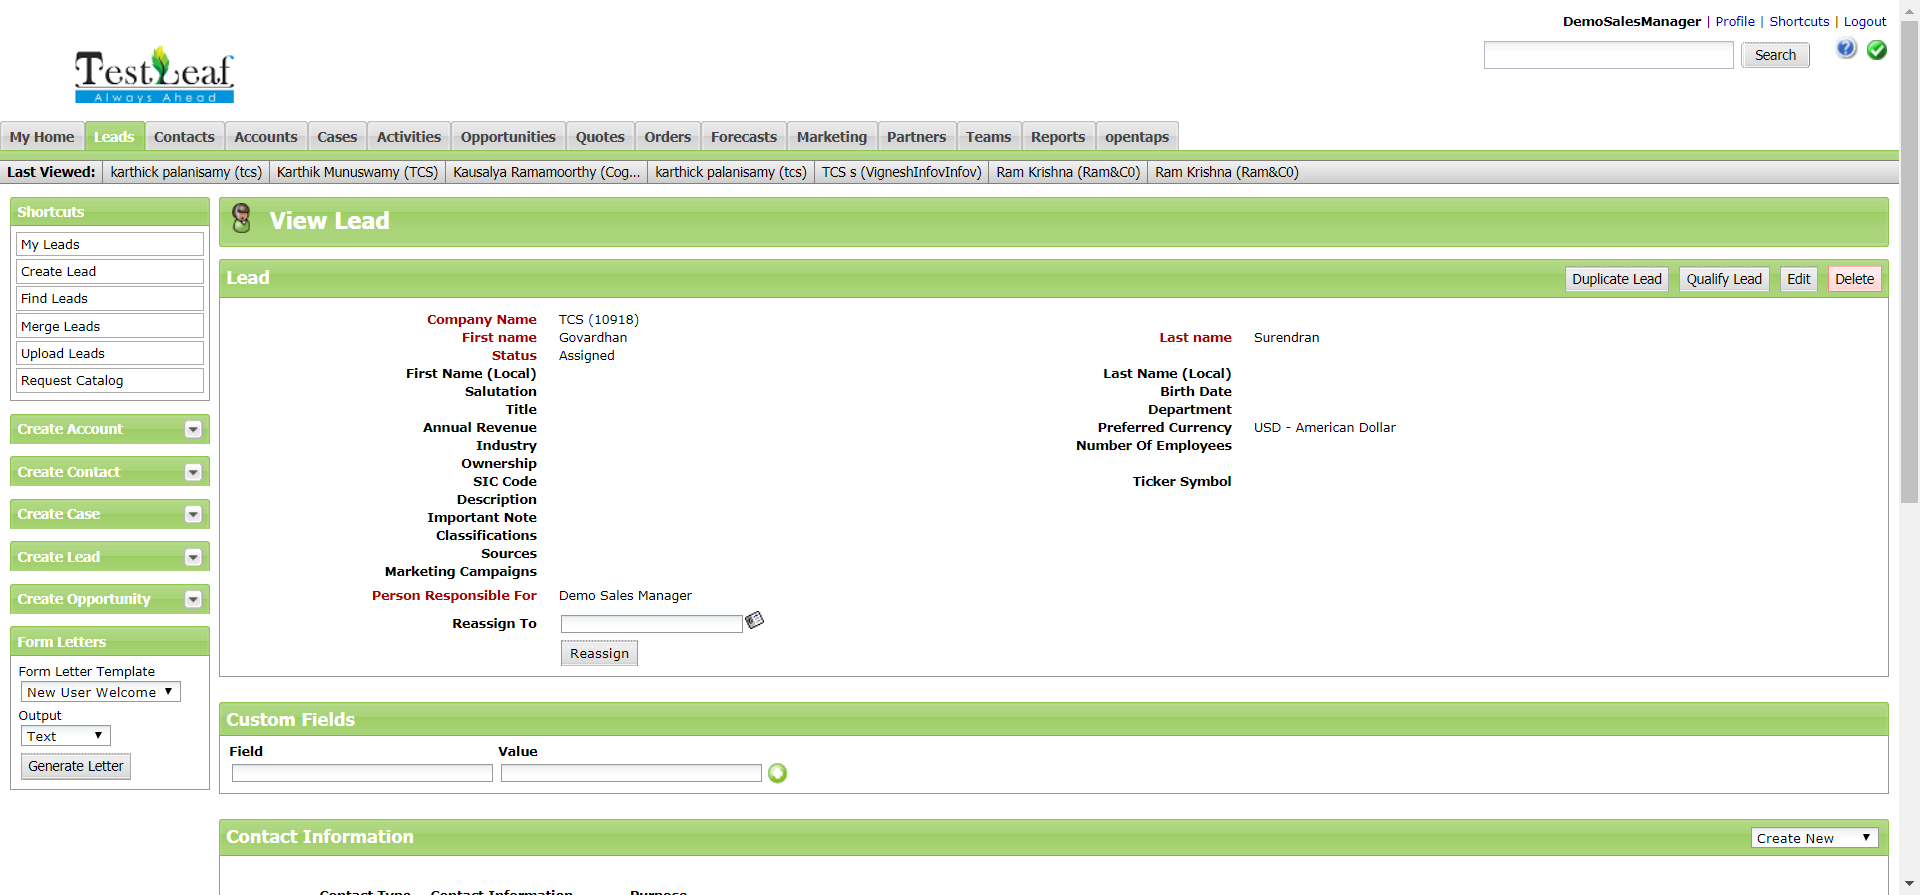 DemoSalesManager | Profile | Shortcuts | Logout
Search
TestLeaf
Always Ahead
My Home Leads Contacts Accounts Cases Activities Opportunities Quotes Orders Forecasts Marketing Partners Teams Reports opentaps
Last Viewed: karthick palanisamy (tcs) Karthik Munuswamy (TCS) Kausalya Ramamoorthy (Cog... karthick palanisamy (tcs) TCS s (VigneshInfovInfov) Ram Krishna (Ram&C0) Ram Krishna (Ram&C0)
Shortcuts
My Leads
Create Lead
Find Leads
Merge Leads
Upload Leads
Request Catalog
Create Account
Create Contact
Create Case
Create Lead
Create Opportunity
Form Letters
Form Letter Template
New User Welcome
Output
Text
Generate Letter
View Lead
Lead Duplicate Lead Qualify Lead Edit Delete
Company Name TCS (10918)
First name Govardhan Last name Surendran
Status Assigned
First Name (Local) Last Name (Local)
Salutation Birth Date
Title Department
Annual Revenue Preferred Currency USD - American Dollar
Industry Number Of Employees
Ownership
SIC Code Ticker Symbol
Description
Important Note
Classifications
Sources
Marketing Campaigns
Person Responsible For Demo Sales Manager
Reassign To
Reassign
Custom Fields
Field Value
Contact Information Create New
Contact Type Contact Information Purpose